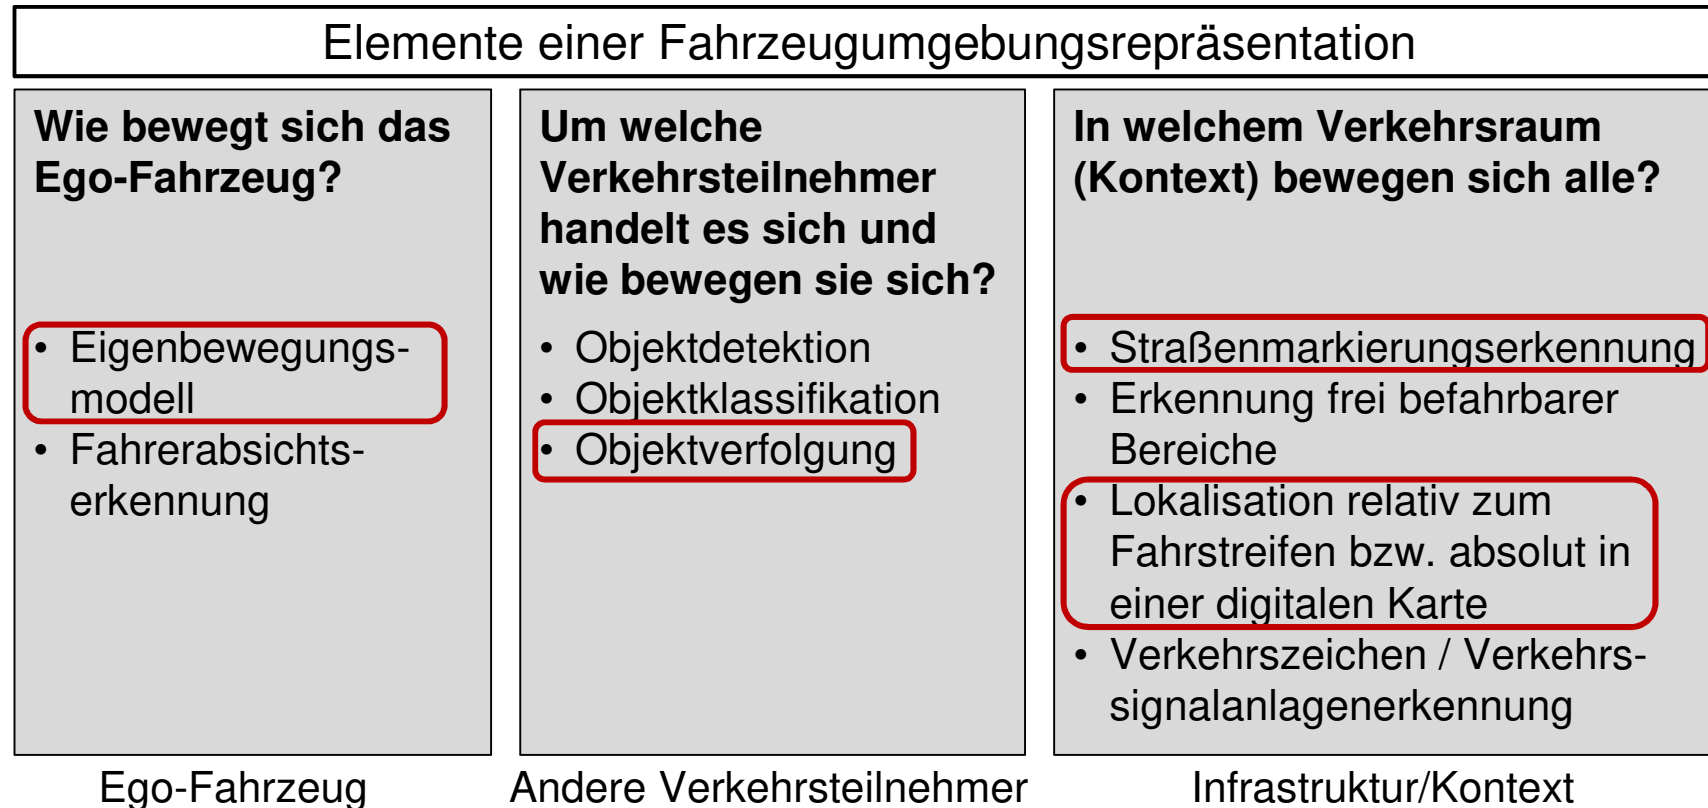 Elemente einer Fahrzeugumgebungsrepräsentation
Wie bewegt sich das
Ego-Fahrzeug?
• Eigenbewegungs-
modell
• Fahrerabsichts-
erkennung
Um welche
Verkehrsteilnehmer
handelt es sich und
wie bewegen sie sich?
• Objektdetektion
• Objektklassifikation
• Objektverfolgung
In welchem Verkehrsraum
(Kontext) bewegen sich alle?
• Straßenmarkierungserkennung
• Erkennung frei befahrbarer
Bereiche
• Lokalisation relativ zum
Fahrstreifen bzw. absolut in
einer digitalen Karte
• Verkehrszeichen / Verkehrs-
signalanlagenerkennung
Ego-Fahrzeug
Andere Verkehrsteilnehmer
Infrastruktur/Kontext